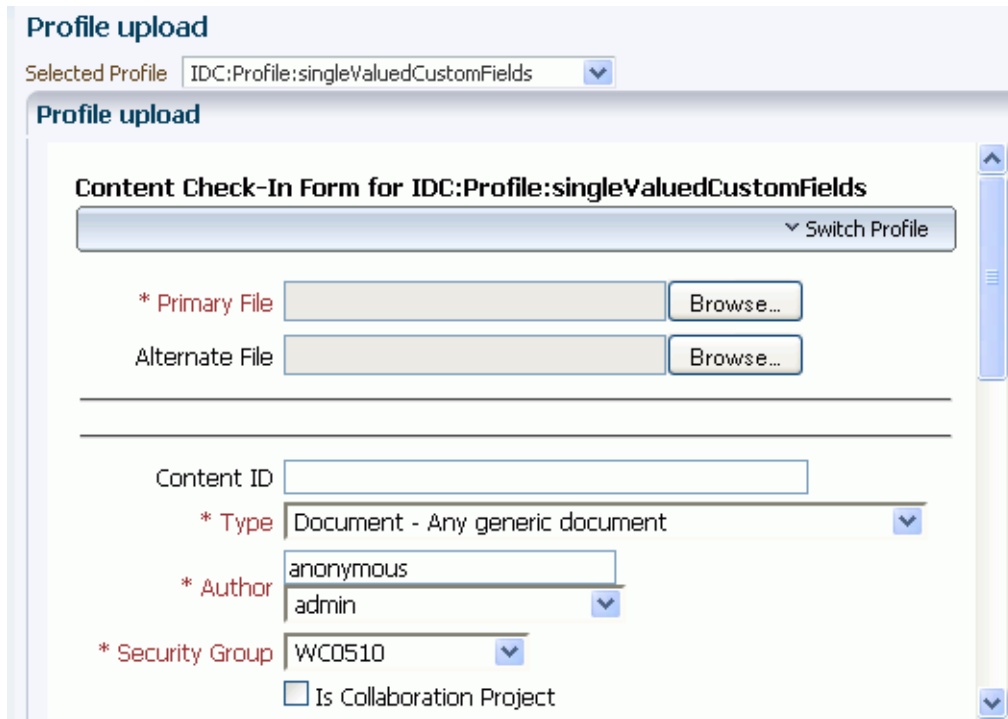 Profile upload
Selected Profile IDC:Profile:singleValuedCustomFields
Profile upload
Content Check-In Form for IDC:Profile:singleValuedCustomFields
Switch Profile
* Primary File Browse...
Alternate File Browse...
Content ID
* Type Document - Any generic document
anonymous
* Author
admin
* Security Group WC0510
Is Collaboration Project